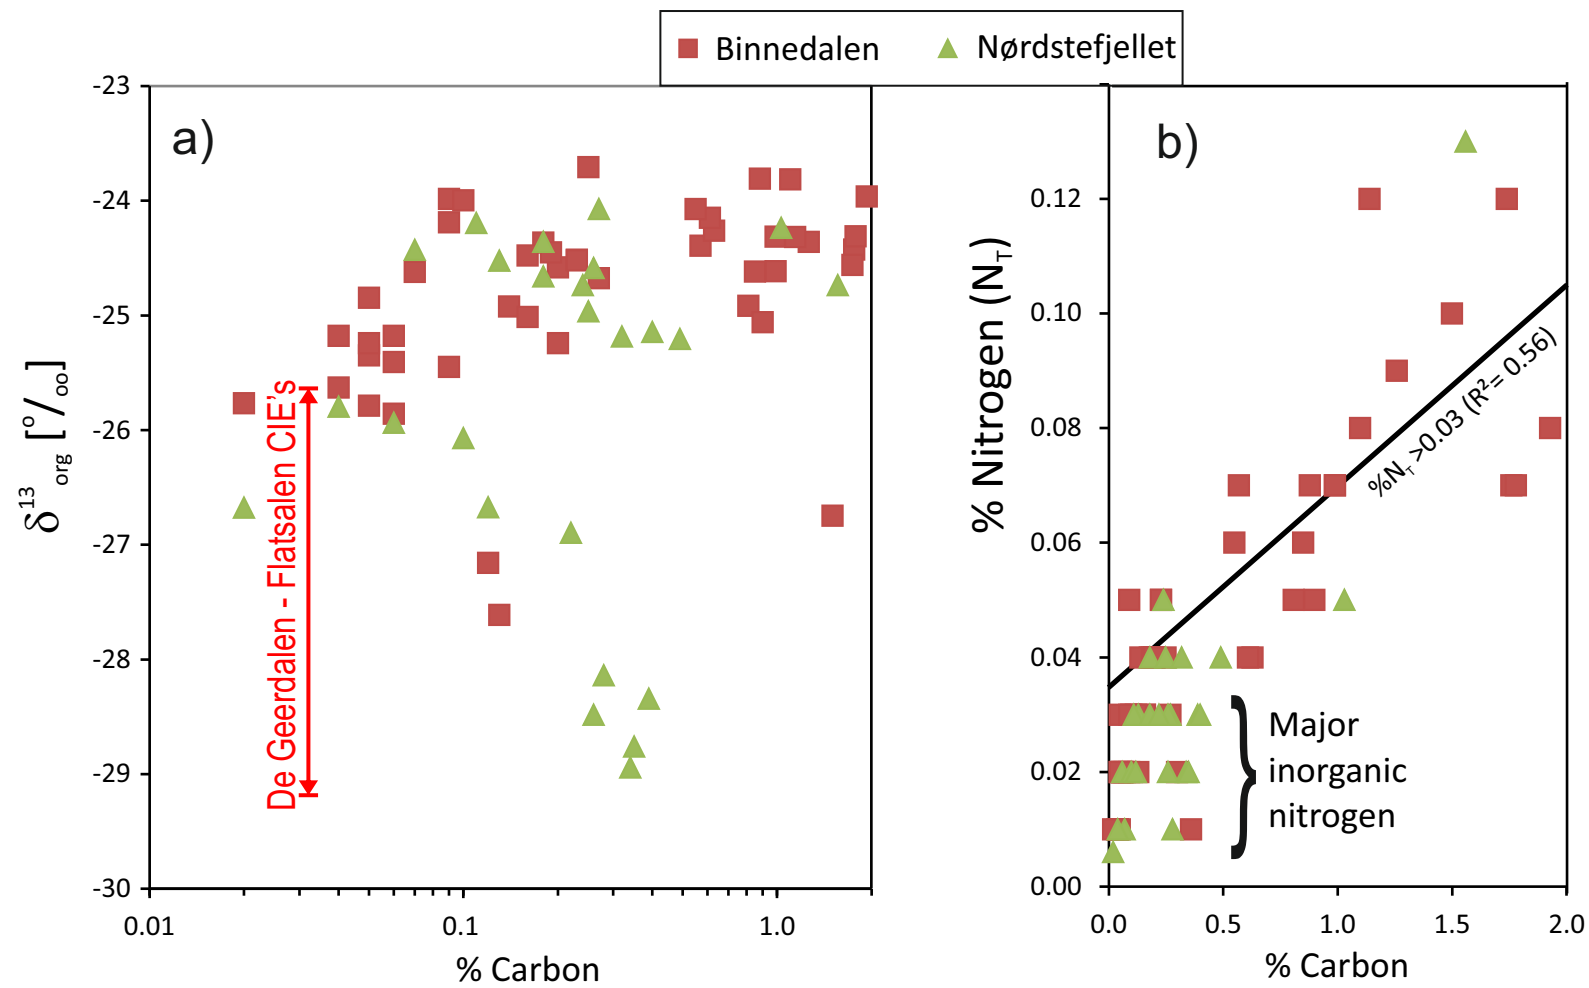 Binnedalen Nørdstefjellet
a)
-23
-24
-25
-26
-27
-28
-29
-30
δ¹³org [°/oo]
De Geerdalen - Flatsalen CIE's
0.01 0.1 1.0
% Carbon
b)
0.12
0.10
0.08
0.06
0.04
0.02
0.00
% Nitrogen (N_T)
%N_T >0.03 (R²= 0.56)
Major
inorganic
nitrogen
0.0 0.5 1.0 1.5 2.0
% Carbon